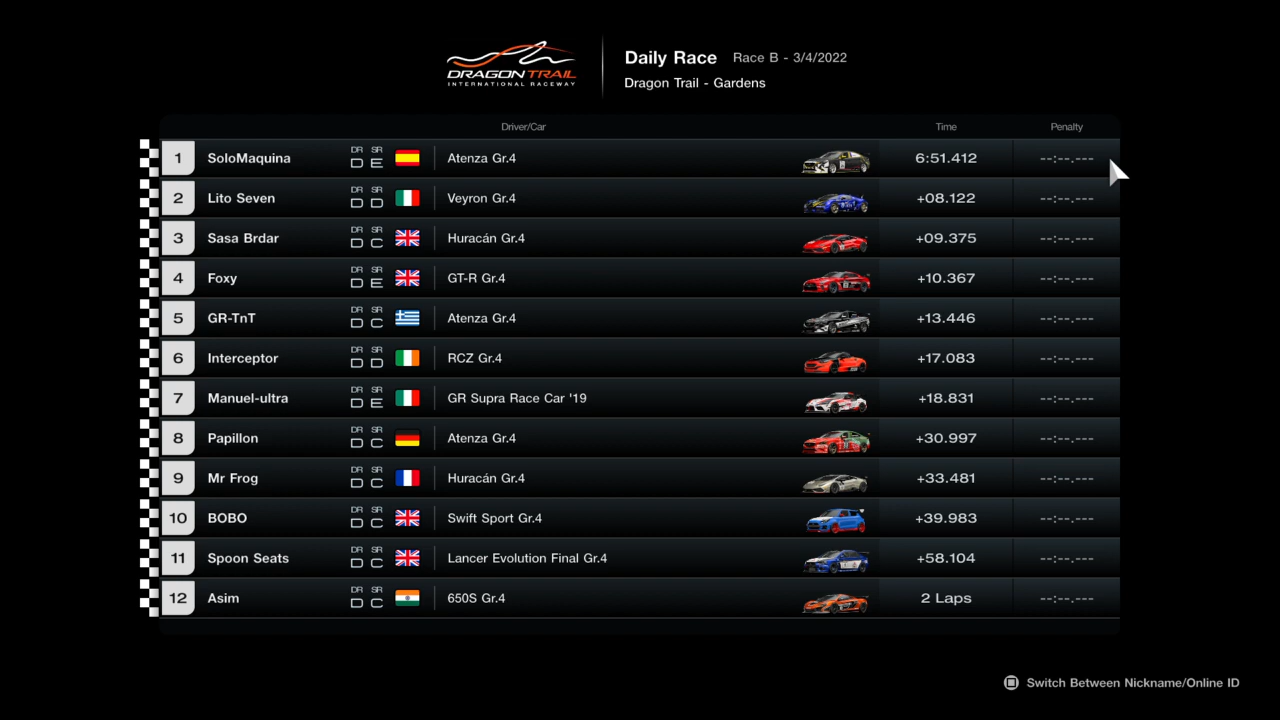 DRAGON TRAIL
INTERNATIONAL RACEWAY
Daily Race Race B - 3/4/2022
Dragon Trail - Gardens
Driver/Car Time Penalty
1 SoloMaquina DR D SR E Atenza Gr.4 6:51.412 --:--.---
2 Lito Seven DR D SR D Veyron Gr.4 +08.122 --:--.---
3 Sasa Brdar DR D SR C Huracán Gr.4 +09.375 --:--.---
4 Foxy DR D SR E GT-R Gr.4 +10.367 --:--.---
5 GR-TnT DR D SR C Atenza Gr.4 +13.446 --:--.---
6 Interceptor DR D SR D RCZ Gr.4 +17.083 --:--.---
7 Manuel-ultra DR D SR E GR Supra Race Car '19 +18.831 --:--.---
8 Papillon DR D SR C Atenza Gr.4 +30.997 --:--.---
9 Mr Frog DR D SR C Huracán Gr.4 +33.481 --:--.---
10 BOBO DR D SR C Swift Sport Gr.4 +39.983 --:--.---
11 Spoon Seats DR D SR C Lancer Evolution Final Gr.4 +58.104 --:--.---
12 Asim DR D SR C 650S Gr.4 2 Laps --:--.---
Switch Between Nickname/Online ID